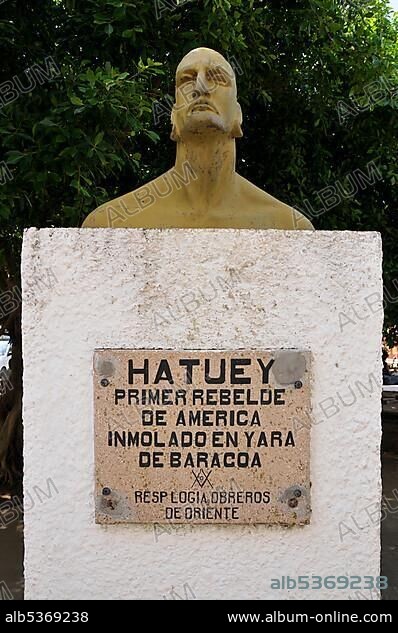 HATUEY
PRIMER REBELDE
DE AMERICA
INMOLADO EN YARA
DE BARACOA
RESP. LOGIA OBREROS
DE ORIENTE
alb5369238
alb5369238 www.album-online.com